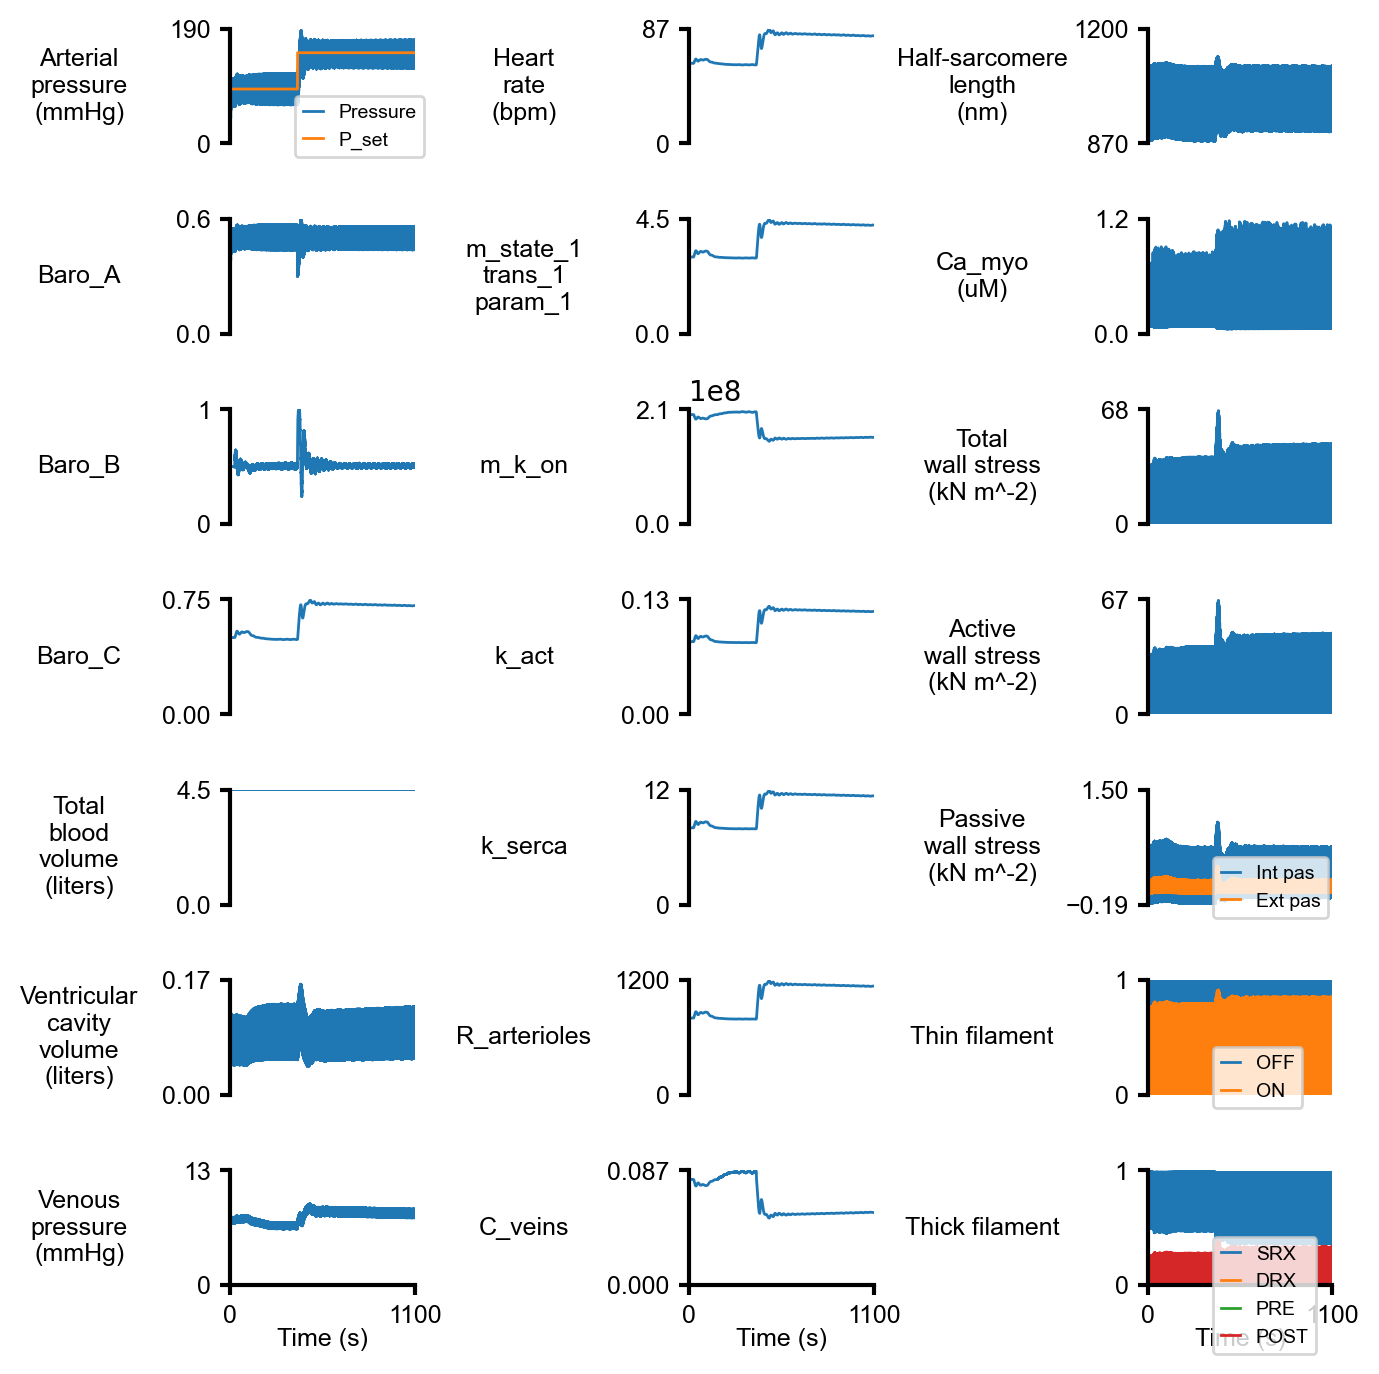 Arterial
pressure
(mmHg)
190
0
Pressure
P_set
Heart
rate
(bpm)
87
0
Half-sarcomere
length
(nm)
1200
870
Baro_A
0.6
0.0
m_state_1
trans_1
param_1
4.5
0.0
Ca_myo
(uM)
1.2
0.0
Baro_B
1
0
m_k_on
1e8
2.1
0.0
Total
wall stress
(kN m^-2)
68
0
Baro_C
0.75
0.00
k_act
0.13
0.00
Active
wall stress
(kN m^-2)
67
0
Total
blood
volume
(liters)
4.5
0.0
k_serca
12
0
Passive
wall stress
(kN m^-2)
1.50
−0.19
Int pas
Ext pas
Ventricular
cavity
volume
(liters)
0.17
0.00
R_arterioles
1200
0
Thin filament
1
0
OFF
ON
Venous
pressure
(mmHg)
13
0
0 1100
Time (s)
C_veins
0.087
0.000
0 1100
Time (s)
Thick filament
1
0
SRX
DRX
PRE
POST
0 1100
Time (s)